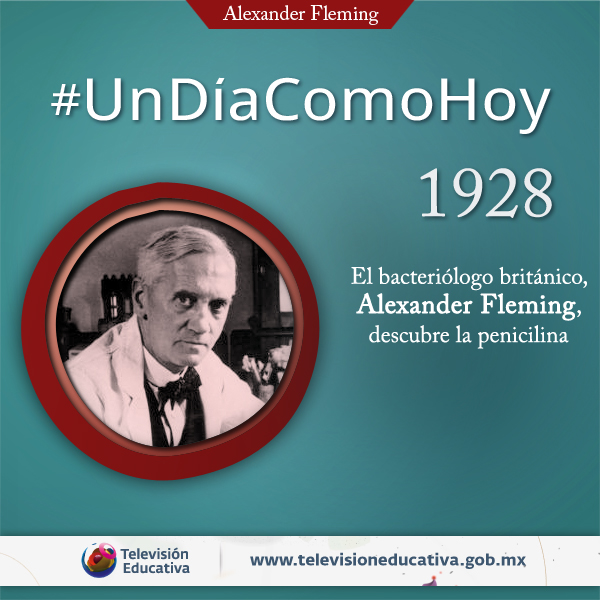 Alexander Fleming
#UnDíaComoHoy
1928
El bacteriólogo británico,
Alexander Fleming,
descubre la penicilina
Televisión
Educativa
www.televisioneducativa.gob.mx